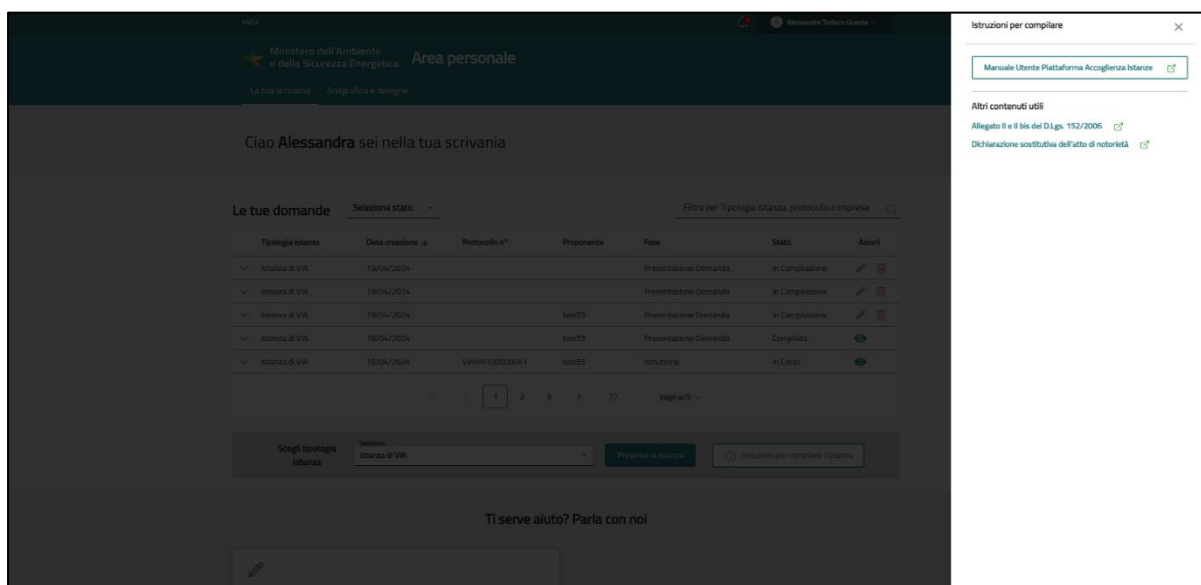 MASE
Alessandra Tudisco Grande
Ministero dell'Ambiente
e della Sicurezza Energetica
Area personale
La tua scrivania Anagrafica e deleghe
Ciao Alessandra sei nella tua scrivania
Le tue domande Seleziona stato Filtra per Tipologia istanza, protocollo o Impresa
Tipologia istanza Data creazione Protocollo n° Proponente Fase Stato Azioni
Istanza di VIA 19/04/2024 Presentazione Domanda In Compilazione
Istanza di VIA 19/04/2024 Presentazione Domanda In Compilazione
Istanza di VIA 19/04/2024 test55 Presentazione Domanda In Compilazione
Istanza di VIA 18/04/2024 test55 Presentazione Domanda Compilata
Istanza di VIA 15/04/2024 test55 Istruttoria In Corso
1 2 3 pagina/5
Scegli tipologia
Istanza
Seleziona
Istanza di VIA
Presenta la istanza
Istruzioni per compilare l'istanza
Ti serve aiuto? Parla con noi
Istruzioni per compilare
Manuale Utente Piattaforma Accoglienza Istanze
Altri contenuti utili
Allegato II e II bis del D.Lgs. 152/2006
Dichiarazione sostitutiva dell'atto di notorietà